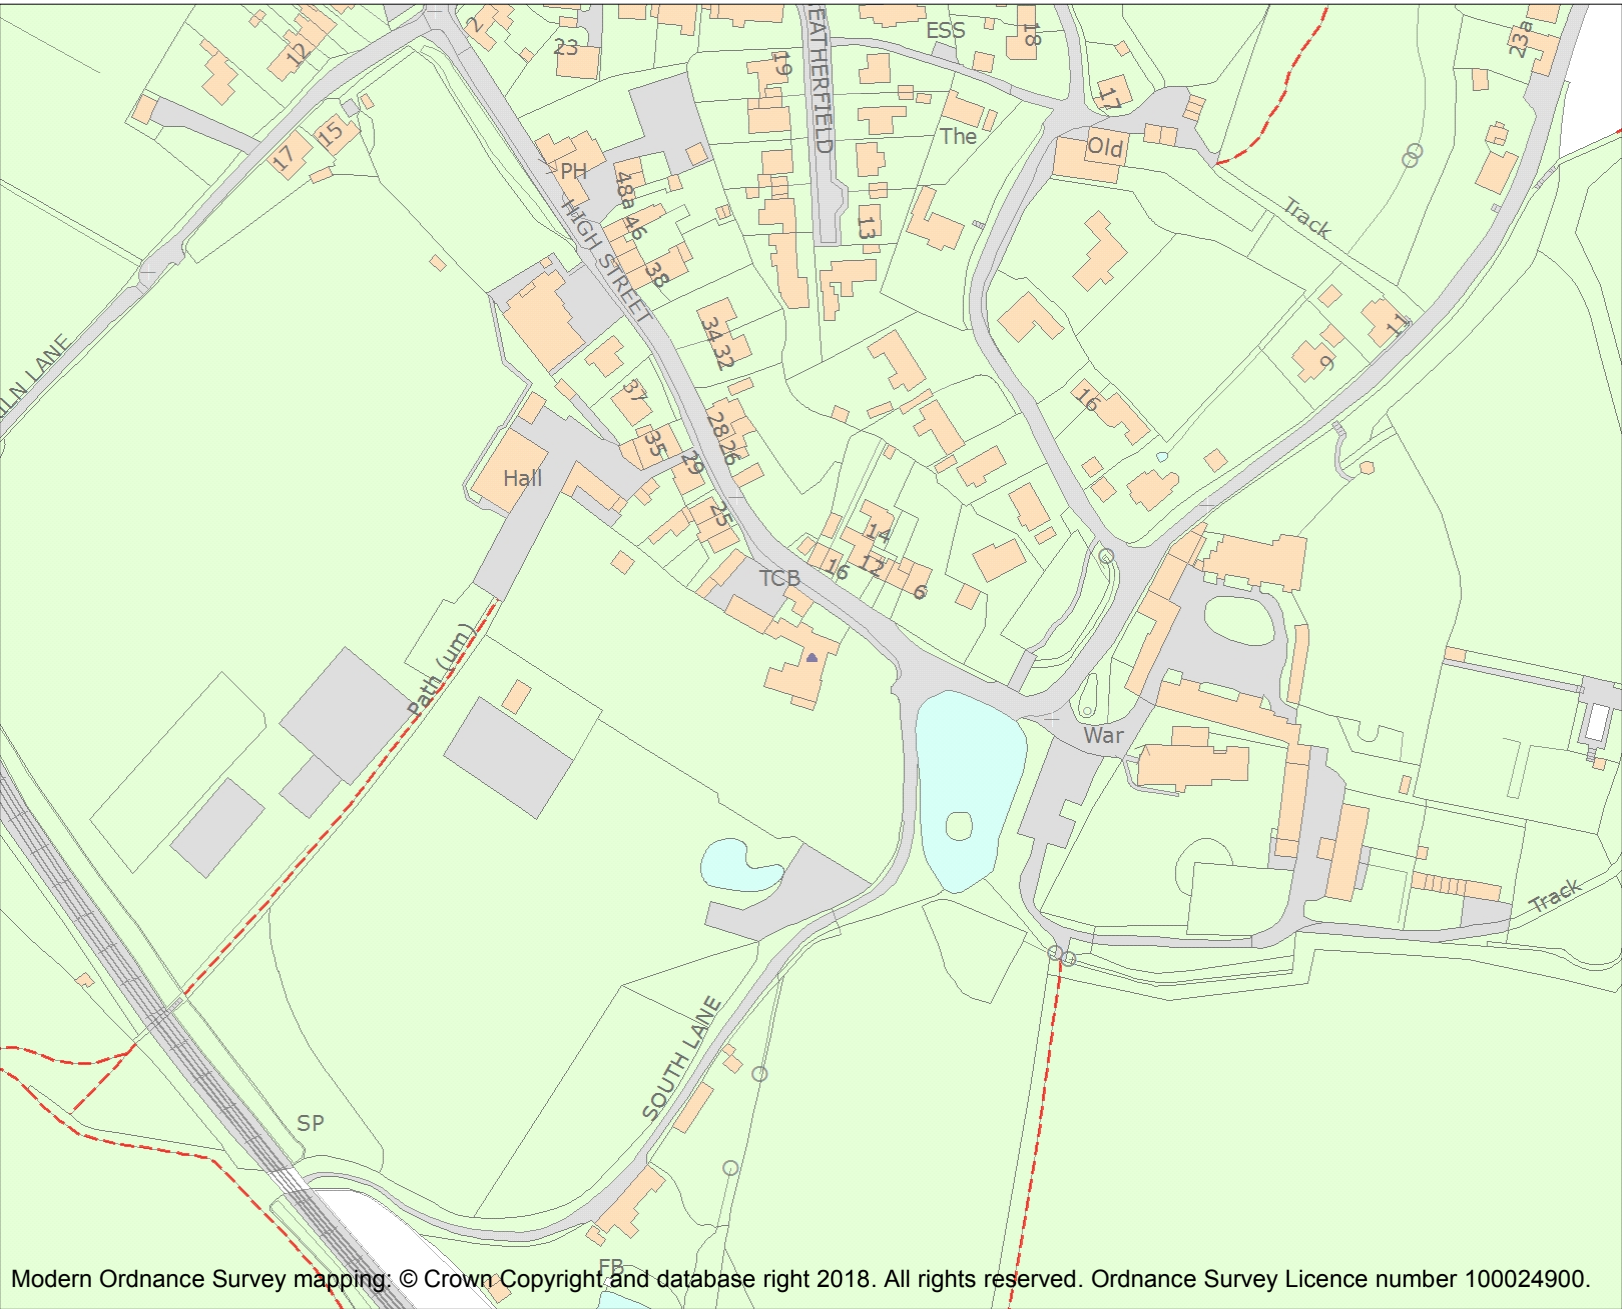 2
23
12
EATHERFIELD
ESS
18
23a
19
17
15
17
The
Old
PH
48a
46
HIGH STREET
38
13
Track
11
9
34
32
ILN LANE
37
16
28
26
35
29
Hall
25
14
TCB
16
12
6
Path (um)
War
Track
SOUTH LANE
SP
FB
Modern Ordnance Survey mapping: © Crown Copyright and database right 2018. All rights reserved. Ordnance Survey Licence number 100024900.